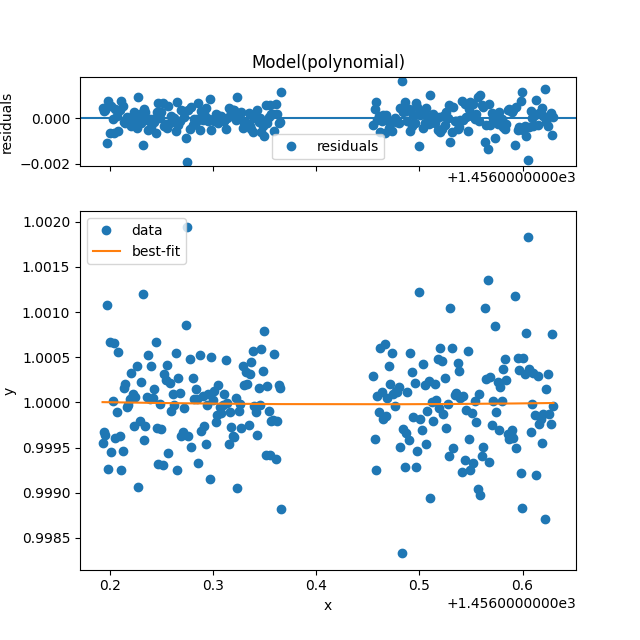 Model(polynomial)
residuals
0.000
−0.002
residuals
+1.4560000000e3
y
1.0020
1.0015
1.0010
1.0005
1.0000
0.9995
0.9990
0.9985
data
best-fit
0.2 0.3 0.4 0.5 0.6
x
+1.4560000000e3